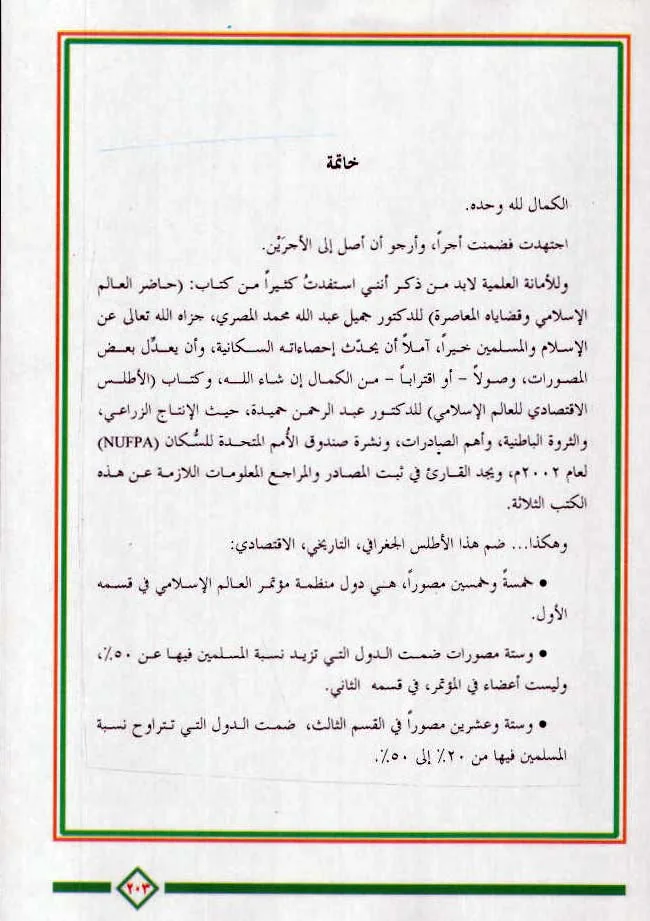 خاتمة
الكمال لله وحده.
اجتهدت فضمنت أجراً، وأرجو أن أصل إلى الأجرَيْن.
وللأمانة العلمية لابد من ذكر أنني استفدتُ كثيراً من كتاب: (حاضر العالم
الإسلامي وقضاياه المعاصرة) للدكتور جميل عبد الله محمد المصري، جزاه الله تعالى عن
الإسلام والمسلمين خيراً، آملاً أن يحدّث إحصاءاته السكانية، وأن يعدِّل بعض
المصورات، وصولاً - أو اقتراباً - من الكمال إن شاء الله، وكتاب (الأطلس
الاقتصادي للعالم الإسلامي) للدكتور عبد الرحمن حميدة، حيث الإنتاج الزراعي،
والثروة الباطنية، وأهم الصادرات، ونشرة صندوق الأُمم المتحدة للسُّكان (NUFPA)
لعام ٢٠٠٢م، ويجد القارئ في ثبت المصادر والمراجع المعلومات اللازمة عن هذه
الكتب الثلاثة.
وهكذا... ضم هذا الأطلس الجغرافي، التاريخي، الاقتصادي:
• خمسةً وخمسين مصوراً، هي دول منظمة مؤتمر العالم الإسلامي في قسمه
الأول.
• وستة مصورات ضمت الدول التي تزيد نسبة المسلمين فيها عن ٥٠٪،
وليست أعضاء في المؤتمر، في قسمه الثاني.
• وستة وعشرين مصوراً في القسم الثالث، ضمت الدول التي تتراوح نسبة
المسلمين فيها من ٢٠٪ إلى ٥٠٪.
٢٠٣